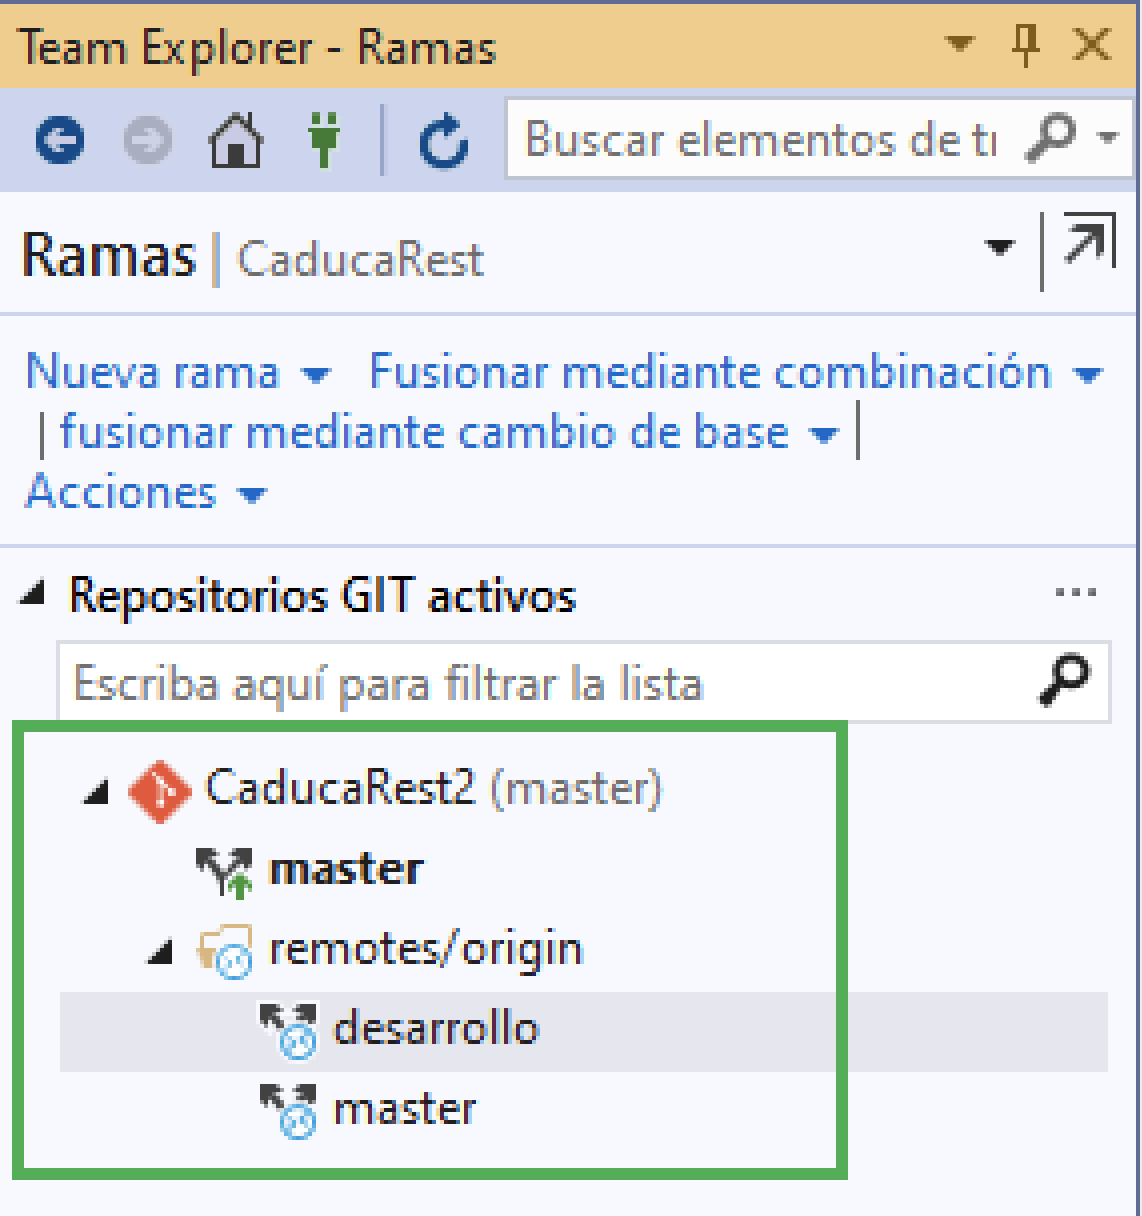 Team Explorer - Ramas
Buscar elementos de tr
Ramas | CaducaRest
Nueva rama Fusionar mediante combinación
| fusionar mediante cambio de base |
Acciones
Repositorios GIT activos
...
Escriba aquí para filtrar la lista
CaducaRest2 (master)
master
remotes/origin
desarrollo
master